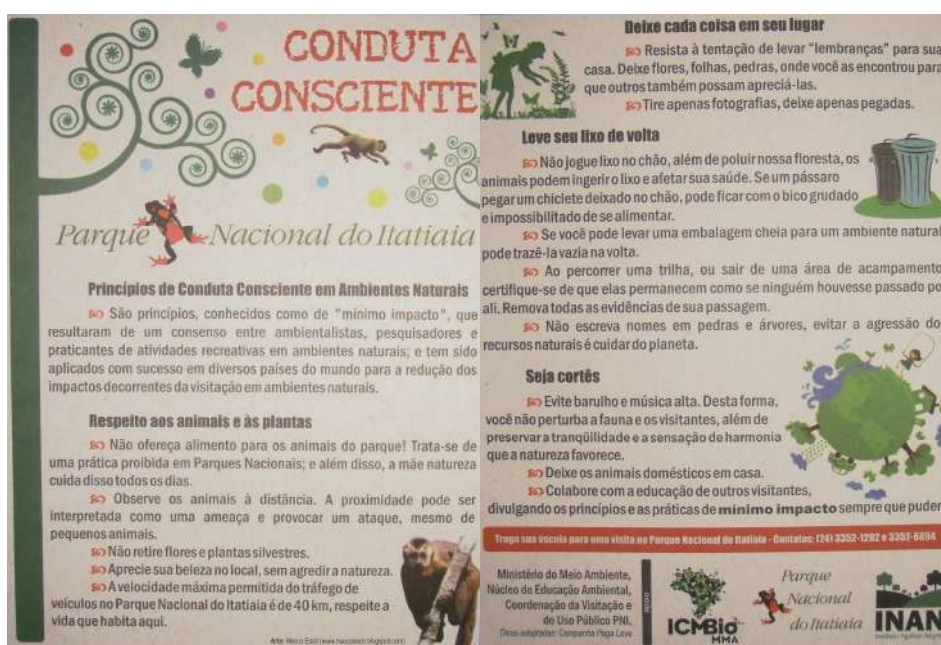 CONDUTA
CONSCIENTE
Parque Nacional do Itatiaia
Princípios de Conduta Consciente em Ambientes Naturais
São princípios, conhecidos como de "mínimo impacto", que
resultaram de um consenso entre ambientalistas, pesquisadores e
praticantes de atividades recreativas em ambientes naturais; e tem sido
aplicados com sucesso em diversos países do mundo para a redução dos
impactos decorrentes da visitação em ambientes naturais.
Respeito aos animais e às plantas
Não ofereça alimento para os animais do parque! Trata-se de
uma prática proibida em Parques Nacionais; e além disso, a mãe natureza
cuida disso todos os dias.
Observe os animais à distância. A proximidade pode ser
interpretada como uma ameaça e provocar um ataque, mesmo de
pequenos animais.
Não retire flores e plantas silvestres.
Aprecie sua beleza no local, sem agredir a natureza.
A velocidade máxima permitida do tráfego de
veículos no Parque Nacional do Itatiaia é de 40 km, respeite a
vida que habita aqui.
Arte: Marco
Deixe cada coisa em seu lugar
Resista à tentação de levar "lembranças" para sua
casa. Deixe flores, folhas, pedras, onde você as encontrou para
que outros também possam apreciá-las.
Tire apenas fotografias, deixe apenas pegadas.
Leve seu lixo de volta
Não jogue lixo no chão, além de poluir nossa floresta, os
animais podem ingerir o lixo e afetar sua saúde. Se um pássaro
pegar um chiclete deixado no chão, pode ficar com o bico grudado
e impossibilitado de se alimentar.
Se você pode levar uma embalagem cheia para um ambiente natural
pode trazê-la vazia na volta.
Ao percorrer uma trilha, ou sair de uma área de acampamento
certifique-se de que elas permanecem como se ninguém houvesse passado po
ali. Remova todas as evidências de sua passagem.
Não escreva nomes em pedras e árvores, evitar a agressão do
recursos naturais é cuidar do planeta.
Seja cortês
Evite barulho e música alta. Desta forma,
você não perturba a fauna e os visitantes, além de
preservar a tranqüilidade e a sensação de harmonia
que a natureza favorece.
Deixe os animais domésticos em casa.
Colabore com a educação de outros visitantes,
divulgando os princípios e as práticas de mínimo impacto sempre que puder
Traga sua escola para uma visita ao Parque Nacional do Itatiaia - Contatos: (24) 3352-1292 e 3352-6894
Ministério do Meio Ambiente,
Núcleo de Educação Ambiental,
Coordenação da Visitação e
do Uso Público PNI.
Dicas adaptadas: Campanha Pega Leve
APOIO
ICMBio
MMA
Parque
Nacional
do Itatiaia
INAN